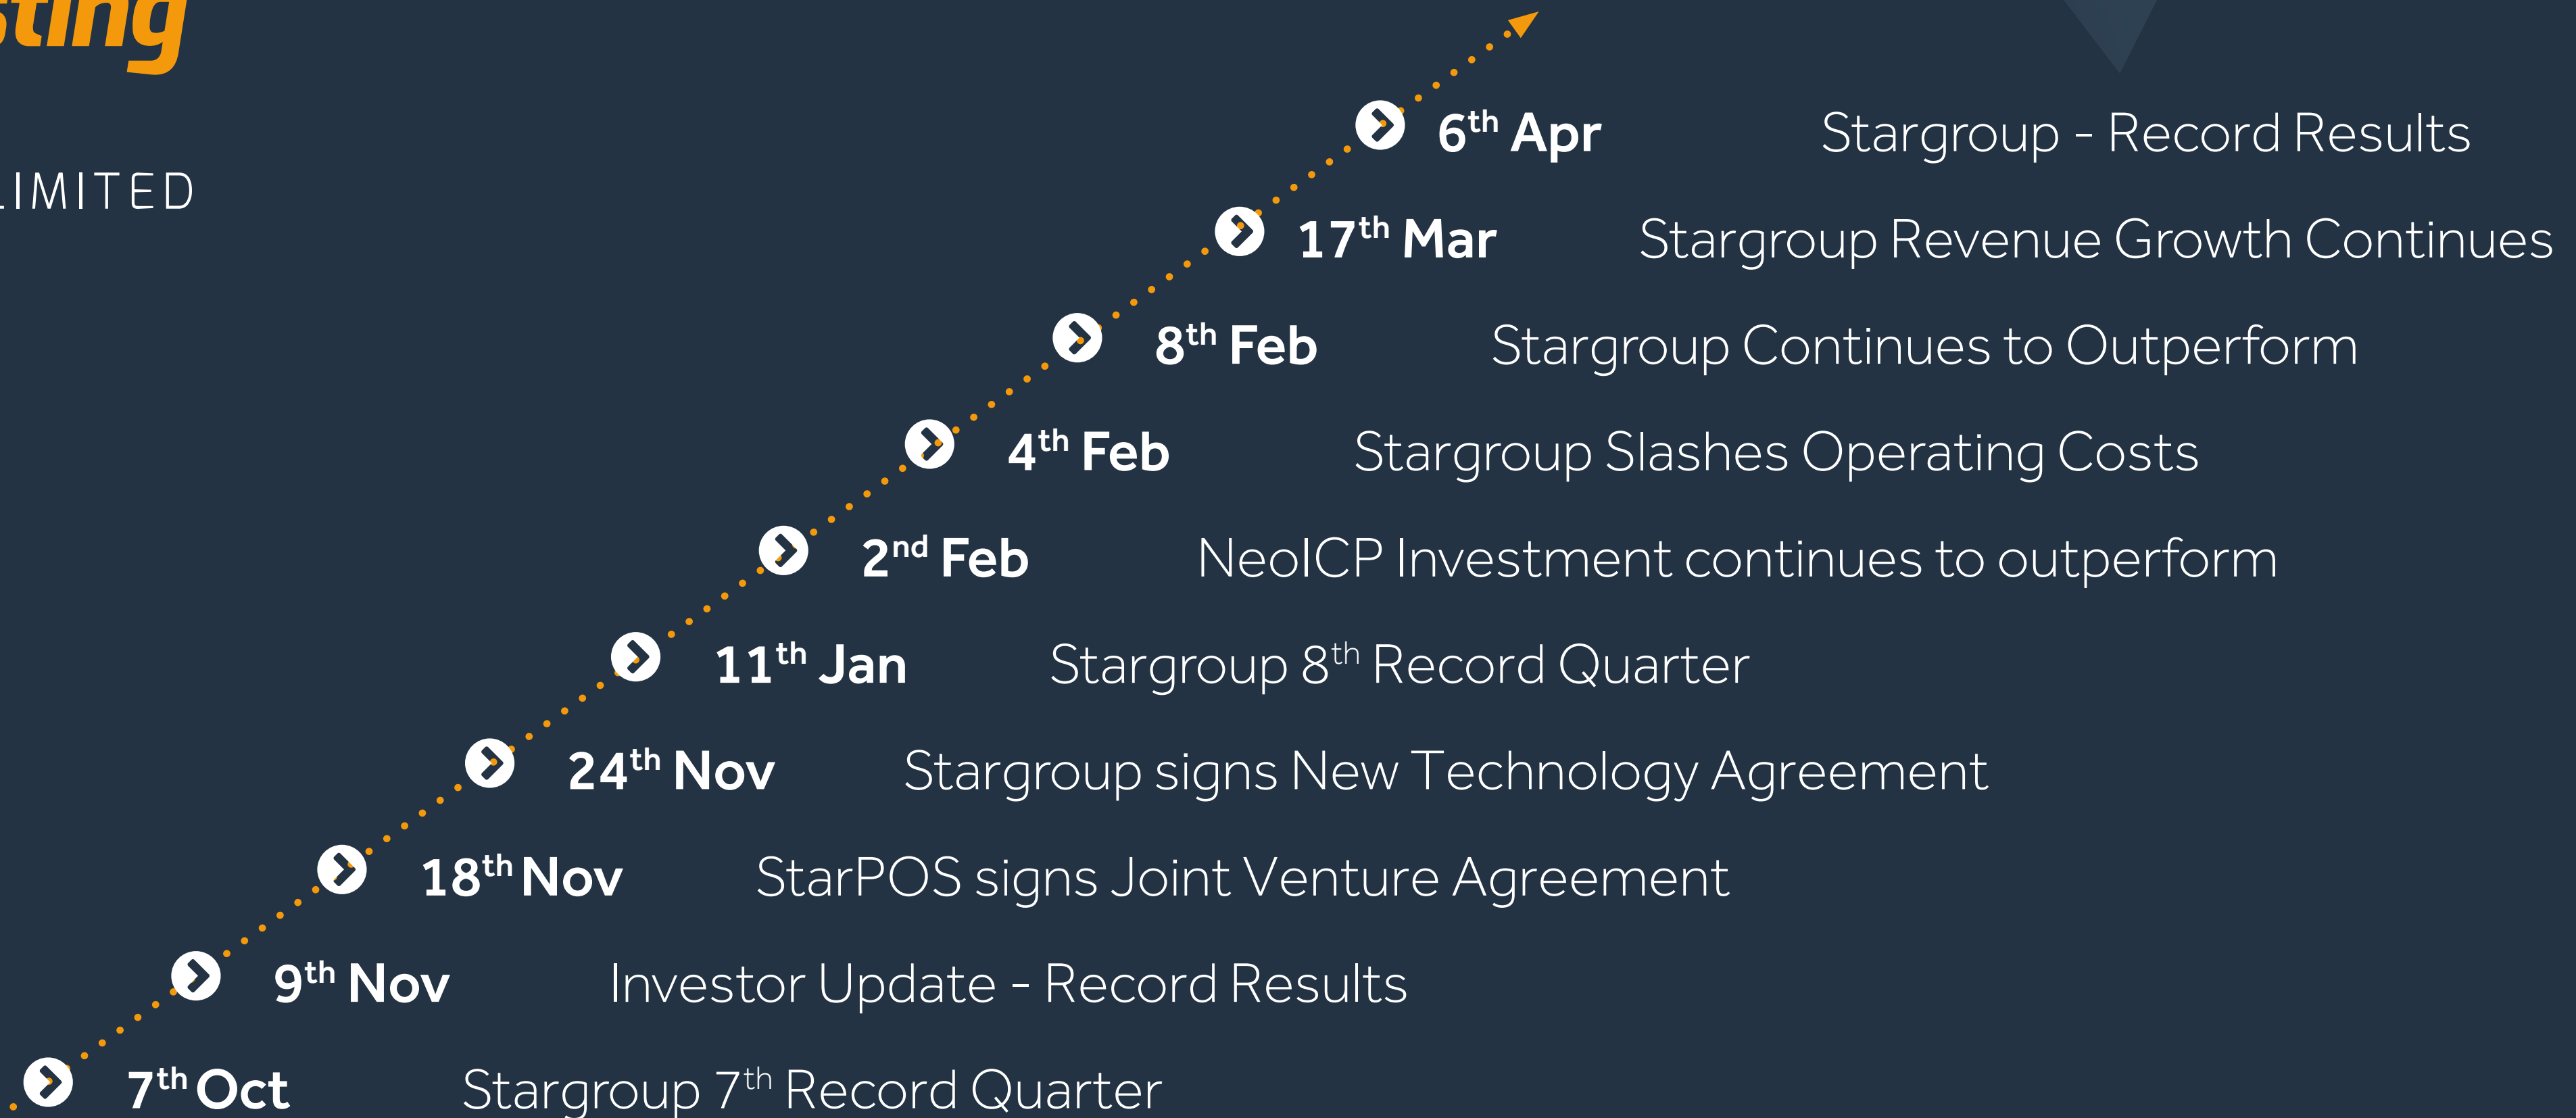 sting
LIMITED
6th Apr Stargroup - Record Results
17th Mar Stargroup Revenue Growth Continues
8th Feb Stargroup Continues to Outperform
4th Feb Stargroup Slashes Operating Costs
2nd Feb NeoICP Investment continues to outperform
11th Jan Stargroup 8th Record Quarter
24th Nov Stargroup signs New Technology Agreement
18th Nov StarPOS signs Joint Venture Agreement
9th Nov Investor Update - Record Results
7th Oct Stargroup 7th Record Quarter